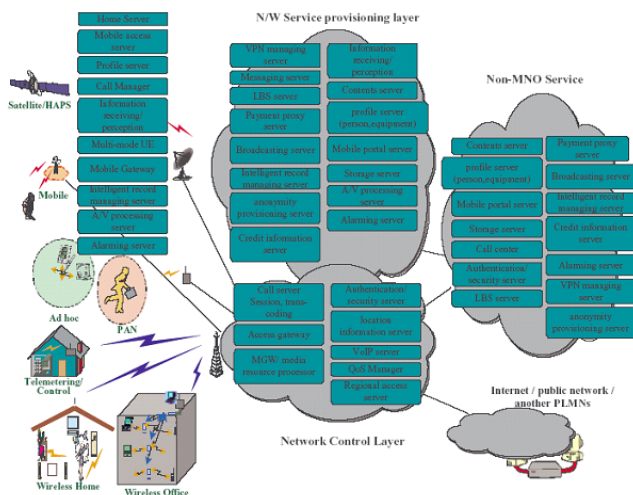 Home Server
Mobile access
server
Profile server
Call Manager
Information
receiving/
perception
Multi-mode UE
Mobile Gateway
Intelligent record
managing server
A/V processing
server
Alarming server
Satellite/HAPS
Mobile
Ad hoc
PAN
Telemetering/
Control
Wireless Home
Wireless Office
N/W Service provisioning layer
VPN managing
server
Messaging server
LBS server
Payment proxy
server
Broadcasting server
Intelligent record
managing server
anonymity
provisioning server
Credit information
server
Information
receiving/
perception
Contents server
profile server
(person,equipment)
Mobile portal server
Storage server
A/V processing
server
Alarming server
Non-MNO Service
Contents server
profile server
(person,equipment)
Mobile portal server
Storage server
Call center
Authentication/
security server
LBS server
Payment proxy
server
Broadcasting server
Intelligent record
managing server
Credit information
server
Alamung server
VPN managing
server
anonymity
provisioning server
Call server
Session, trans-
coding
Access gateway
MGW/ media
resource processor
Authentication/
security server
location
information server
VoIP server
QoS Manager
Regional access
server
Network Control Layer
Internet / public network /
another PLMNs